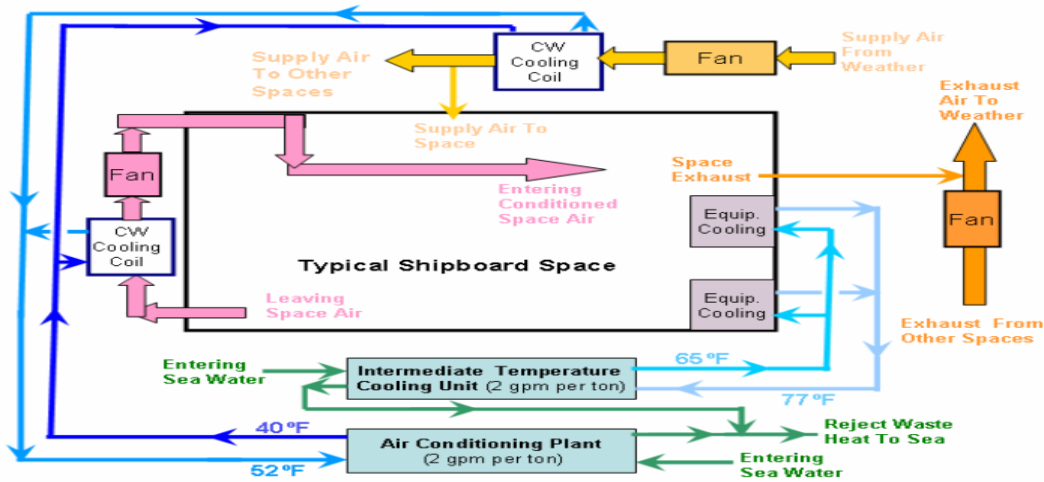 CW
Cooling
Coil
Fan
Supply Air
From
Weather
Supply Air
To Other
Spaces
Exhaust
Air To
Weather
Supply Air To
Space
Fan
Space
Exhaust
Entering
Conditioned
Space Air
Equip.
Cooling
Fan
CW
Cooling
Coil
Typical Shipboard Space
Leaving
Space Air
Equip.
Cooling
Exhaust From
Other Spaces
Entering
Sea Water
Intermediate Temperature
Cooling Unit (2 gpm per ton)
65 ºF
77ºF
40 ºF
Air Conditioning Plant
(2 gpm per ton)
Reject Waste
Heat To Sea
52ºF
Entering
Sea Water